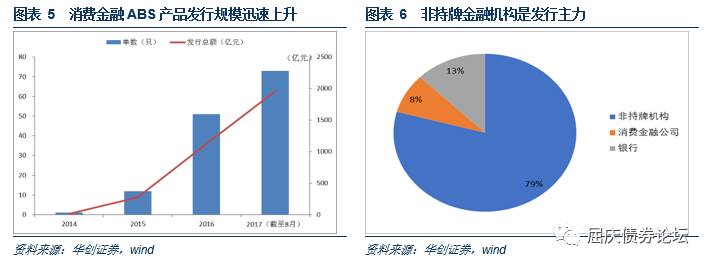 图表 5 消费金融 ABS 产品发行规模迅速上升
单数（只）
发行总额（亿元）
（亿元）
80
70
60
50
40
30
20
10
0
2500
2000
1500
1000
500
0
2014
2015
2016
2017（截至8月）
资料来源：华创证券，wind
图表 6 非持牌金融机构是发行主力
13%
8%
79%
非持牌机构
消费金融公司
银行
屈庆债券论坛
资料来源：华创证券，wind